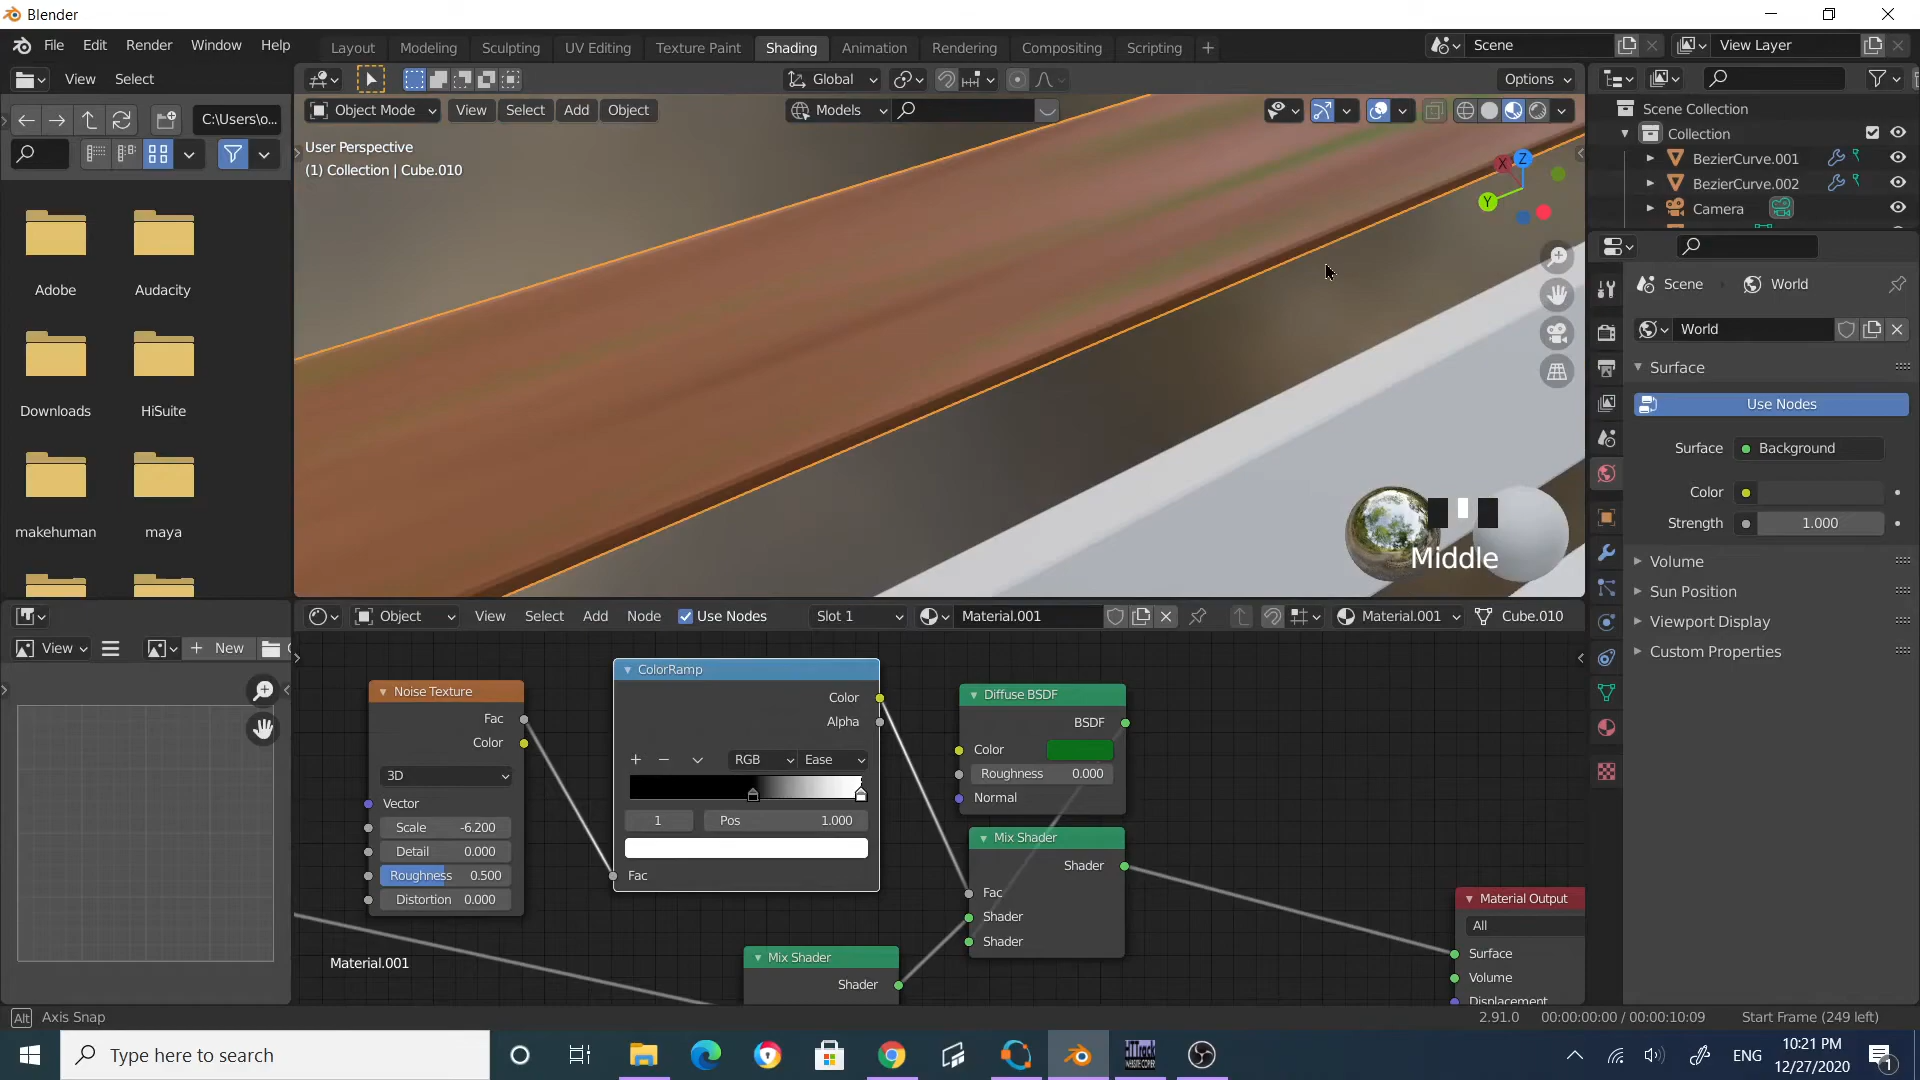 Blender
File Edit Render Window Help
Layout Modeling Sculpting UV Editing Texture Paint Shading Animation Rendering Compositing Scripting +
Scene
View Layer
View Select
Global
Options
Object Mode View Select Add Object
Models
C:\Users\o...
User Perspective
(1) Collection | Cube.010
X Z Y
Scene Collection
Collection
BezierCurve.001
BezierCurve.002
Camera
Adobe
Audacity
Downloads
HiSuite
makehuman
maya
Scene
World
World
Surface
Use Nodes
Surface
Background
Color
Strength
1.000
Volume
Sun Position
Viewport Display
Custom Properties
Middle
Object View Select Add Node Use Nodes Slot 1 Material.001 Material.001 Cube.010
View
New
Noise Texture
Fac
Color
3D
Vector
Scale -6.200
Detail 0.000
Roughness 0.500
Distortion 0.000
ColorRamp
Color
Alpha
RGB
Ease
1
Pos 1.000
Fac
Diffuse BSDF
BSDF
Color
Roughness 0.000
Normal
Mix Shader
Shader
Fac
Shader
Shader
Mix Shader
Shader
Material Output
All
Surface
Volume
Displacement
Material.001
Alt Axis Snap
2.91.0 00:00:00:00 / 00:00:10:09 Start Frame (249 left)
Type here to search
ENG
10:21 PM
12/27/2020
1